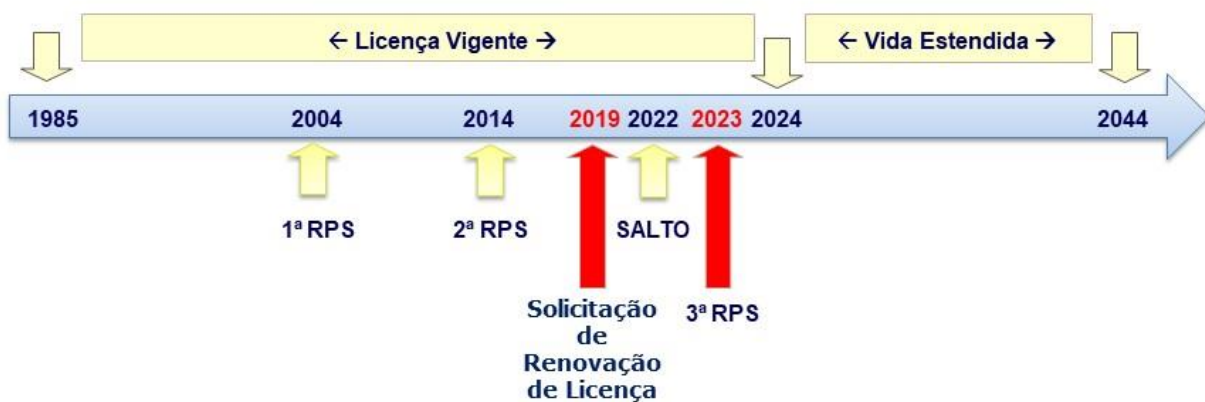 ← Licença Vigente →
← Vida Estendida →
1985
2004
2014
2019
2022
2023
2024
2044
1ª RPS
2ª RPS
SALTO
3ª RPS
Solicitação
de
Renovação
de Licença